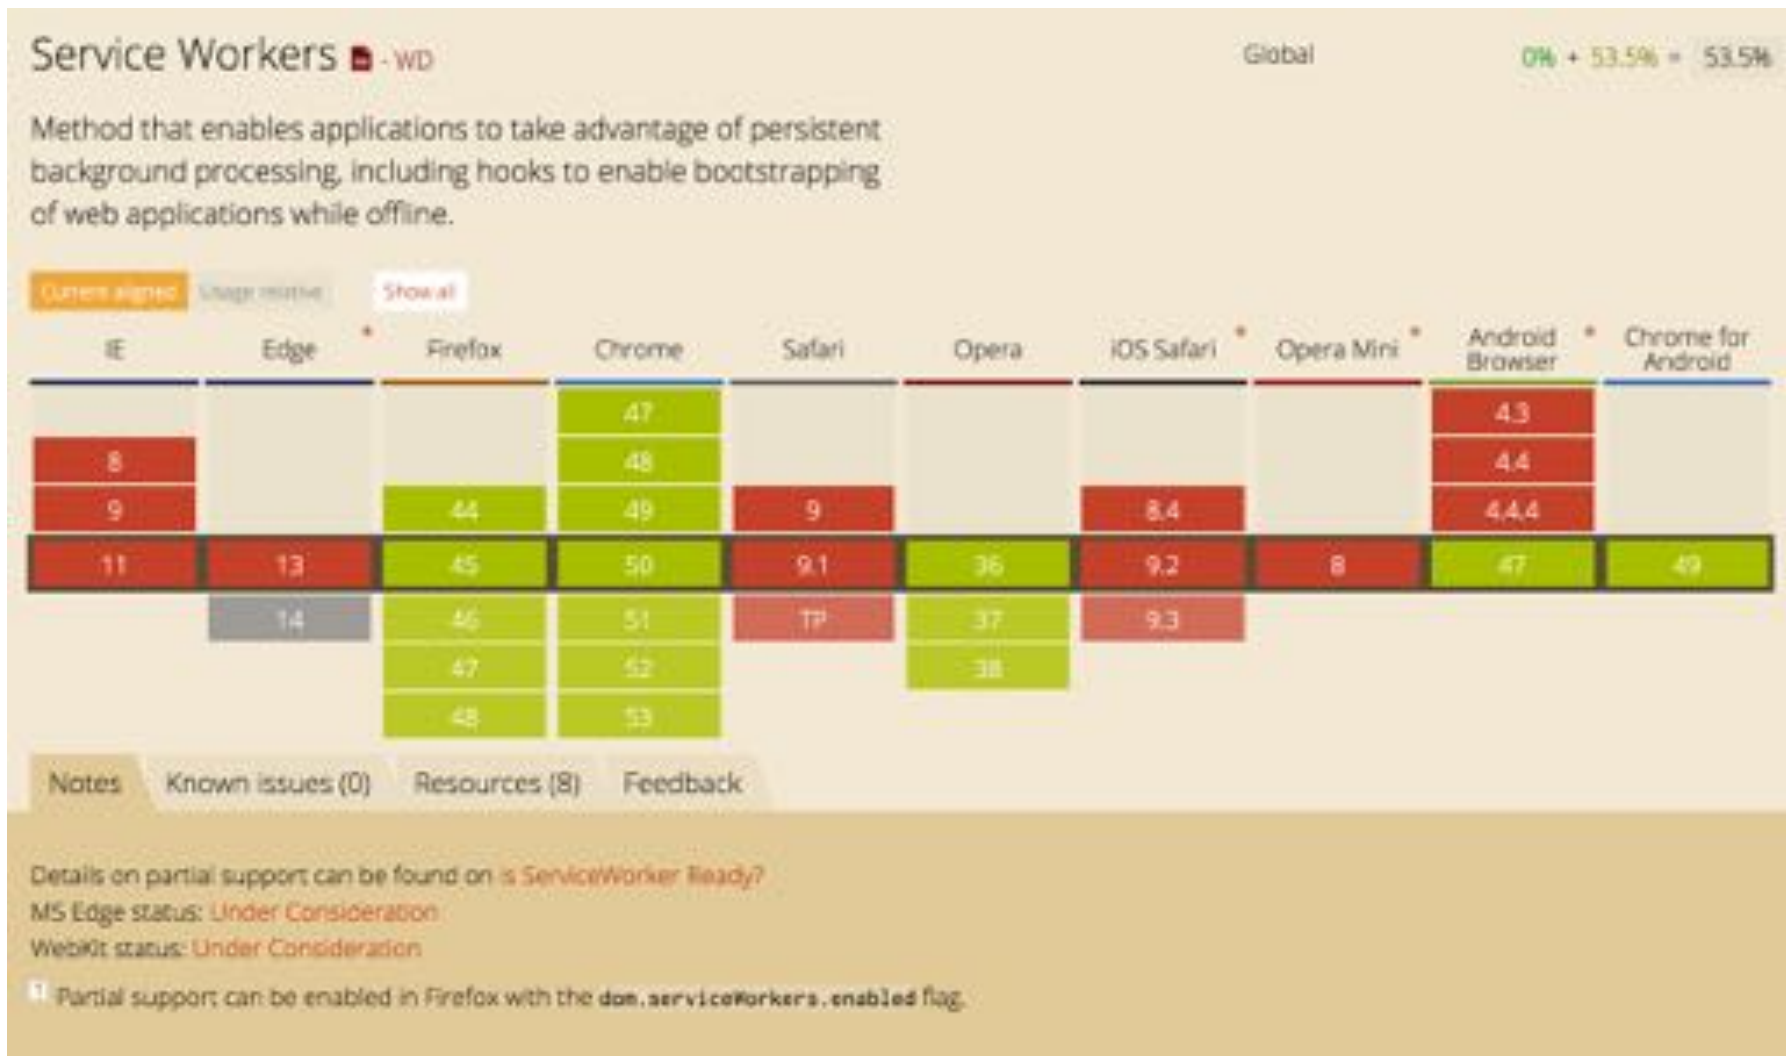 Service Workers - WD
Global 0% + 53.5% = 53.5%
Method that enables applications to take advantage of persistent
background processing, including hooks to enable bootstrapping
of web applications while offline.
Current aligned Usage relative Show all
IE Edge * Firefox Chrome Safari Opera iOS Safari * Opera Mini * Android Browser * Chrome for Android
47 4.3
8 48 4.4
9 44 49 9 8.4 4.4.4
11 13 45 50 9.1 36 9.2 8 47 49
14 46 51 TP 37 9.3
47 52 38
48 53
Notes Known issues (0) Resources (8) Feedback
Details on partial support can be found on is ServiceWorker Ready?
MS Edge status: Under Consideration
WebKit status: Under Consideration
1 Partial support can be enabled in Firefox with the dom.serviceWorkers.enabled flag.